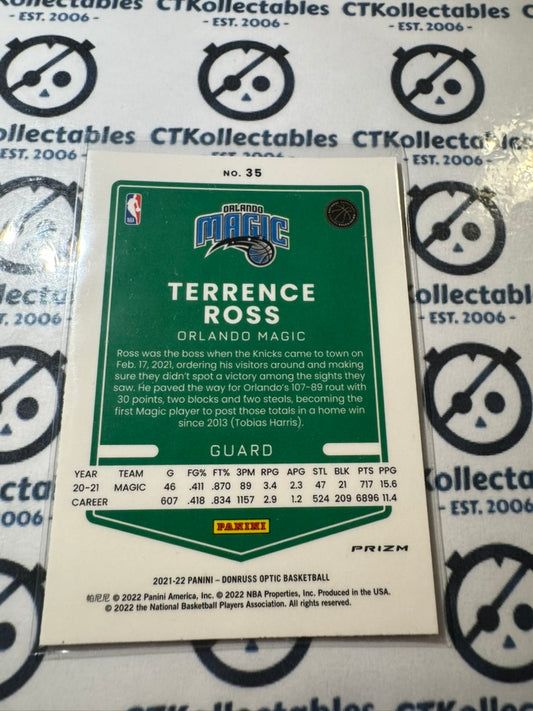 CTKollectables
CTKollectables
- EST. 2006 -
- EST. 2006 -
Kollectables
CTKollectables
EST. 2006 -
- EST. 2006 -
NO. 35
NBA
ORLANDO
MAGIC
TERRENCE
ROSS
ORLANDO MAGIC
Ross was the boss when the Knicks came to town on
Feb. 17, 2021, ordering his visitors around and making
sure they didn't spot a victory among the sights they
saw. He paved the way for Orlando's 107-89 rout with
30 points, two blocks and two steals, becoming the
first Magic player to post those totals in a home win
since 2013 (Tobias Harris).
GUARD
YEAR TEAM G FG% FT% 3PM RPG APG STL BLK PTS PPG
20-21 MAGIC 46 .411 .870 89 3.4 2.3 47 21 717 15.6
CAREER 607 .418 .834 1157 2.9 1.2 524 209 6896 11.4
PANINI
PRIZM
2021-22 PANINI – DONRUSS OPTIC BASKETBALL
帕尼尼 © 2022 Panini America, Inc. © 2022 NBA Properties, Inc. Produced in the USA.
© 2022 the National Basketball Players Association. All rights reserved.
ollectables
EST. 2006 -
ollectables
2006 -
CTKollectables